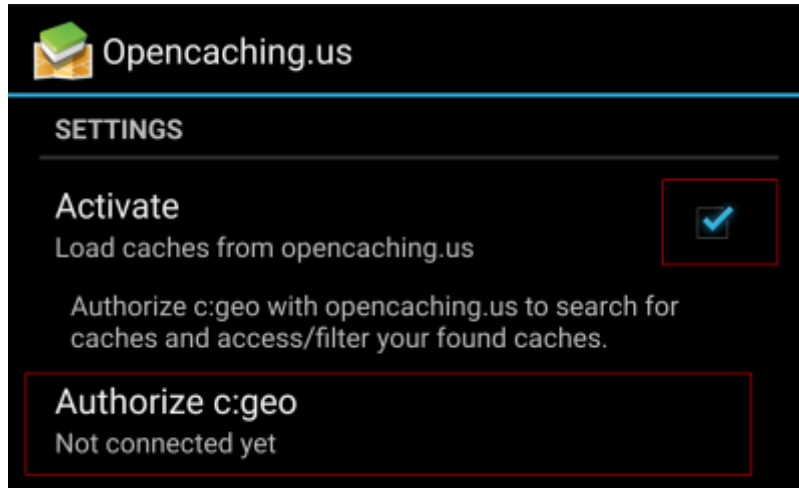 Opencaching.us
SETTINGS
Activate
Load caches from opencaching.us
Authorize c:geo with opencaching.us to search for
caches and access/filter your found caches.
Authorize c:geo
Not connected yet